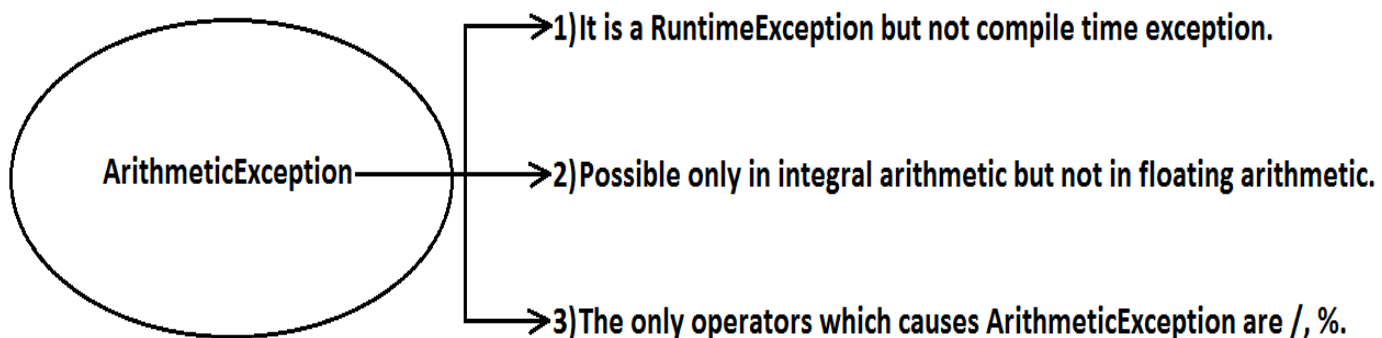 1)It is a RuntimeException but not compile time exception.
ArithmeticException
2)Possible only in integral arithmetic but not in floating arithmetic.
3)The only operators which causes ArithmeticException are /, %.